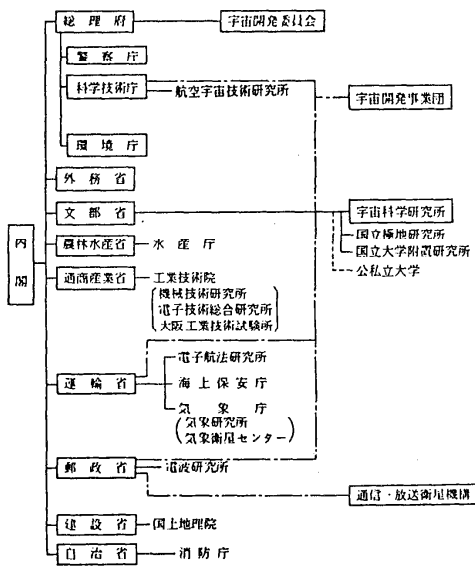 総理府
宇宙開発委員会
警察庁
科学技術庁
航空宇宙技術研究所
宇宙開発事業団
環境庁
外務省
文部省
宇宙科学研究所
国立極地研究所
国立大学附置研究所
公私立大学
内閣
農林水産省
水産庁
通商産業省
工業技術院
機械技術研究所
電子技術総合研究所
大阪工業技術試験所
運輸省
電子航法研究所
海上保安庁
気象庁
気象研究所
気象衛星センター
郵政省
電波研究所
通信・放送衛星機構
建設省
国土地理院
自治省
消防庁